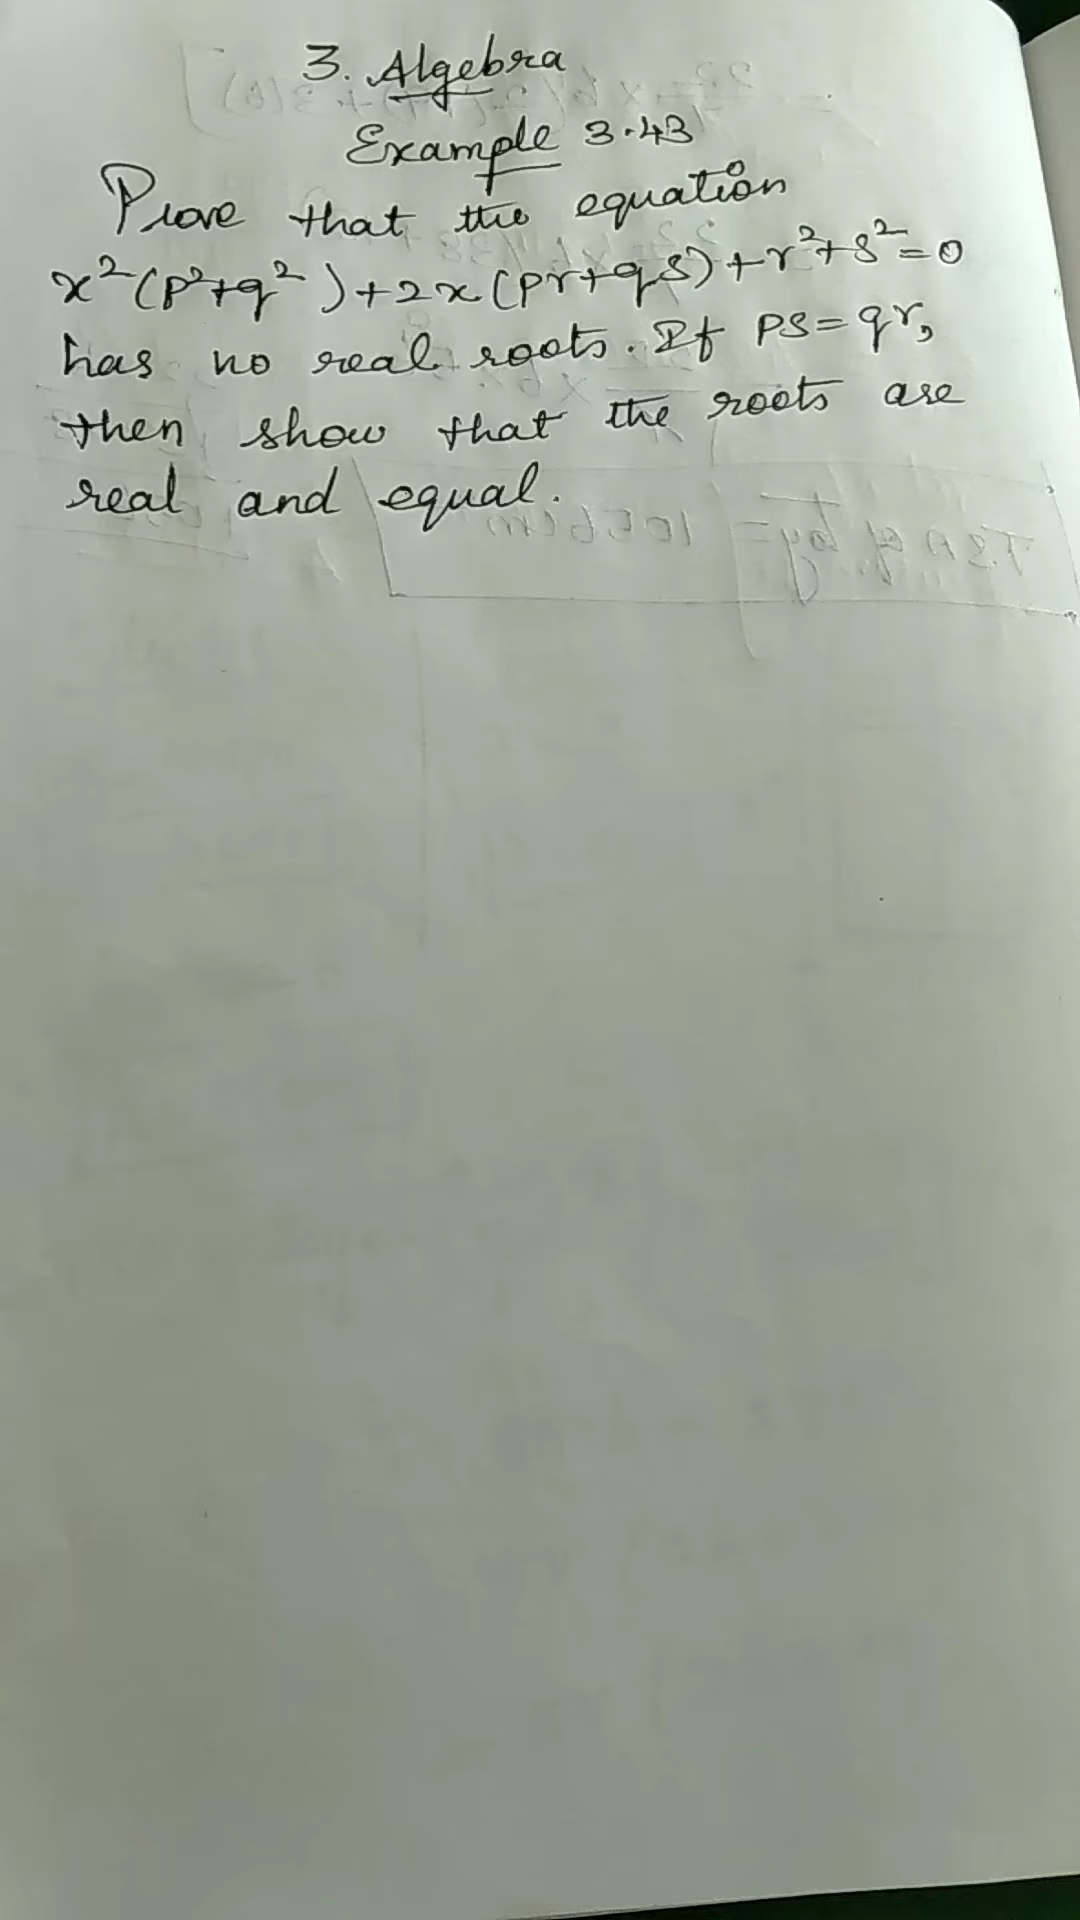 3. Algebra
Example 3.43
Prove that the equation
x²(p²+q²)+2x(pr+qs)+r²+s²=0
has no real roots. If ps=qr,
then show that the roots are
real and equal.